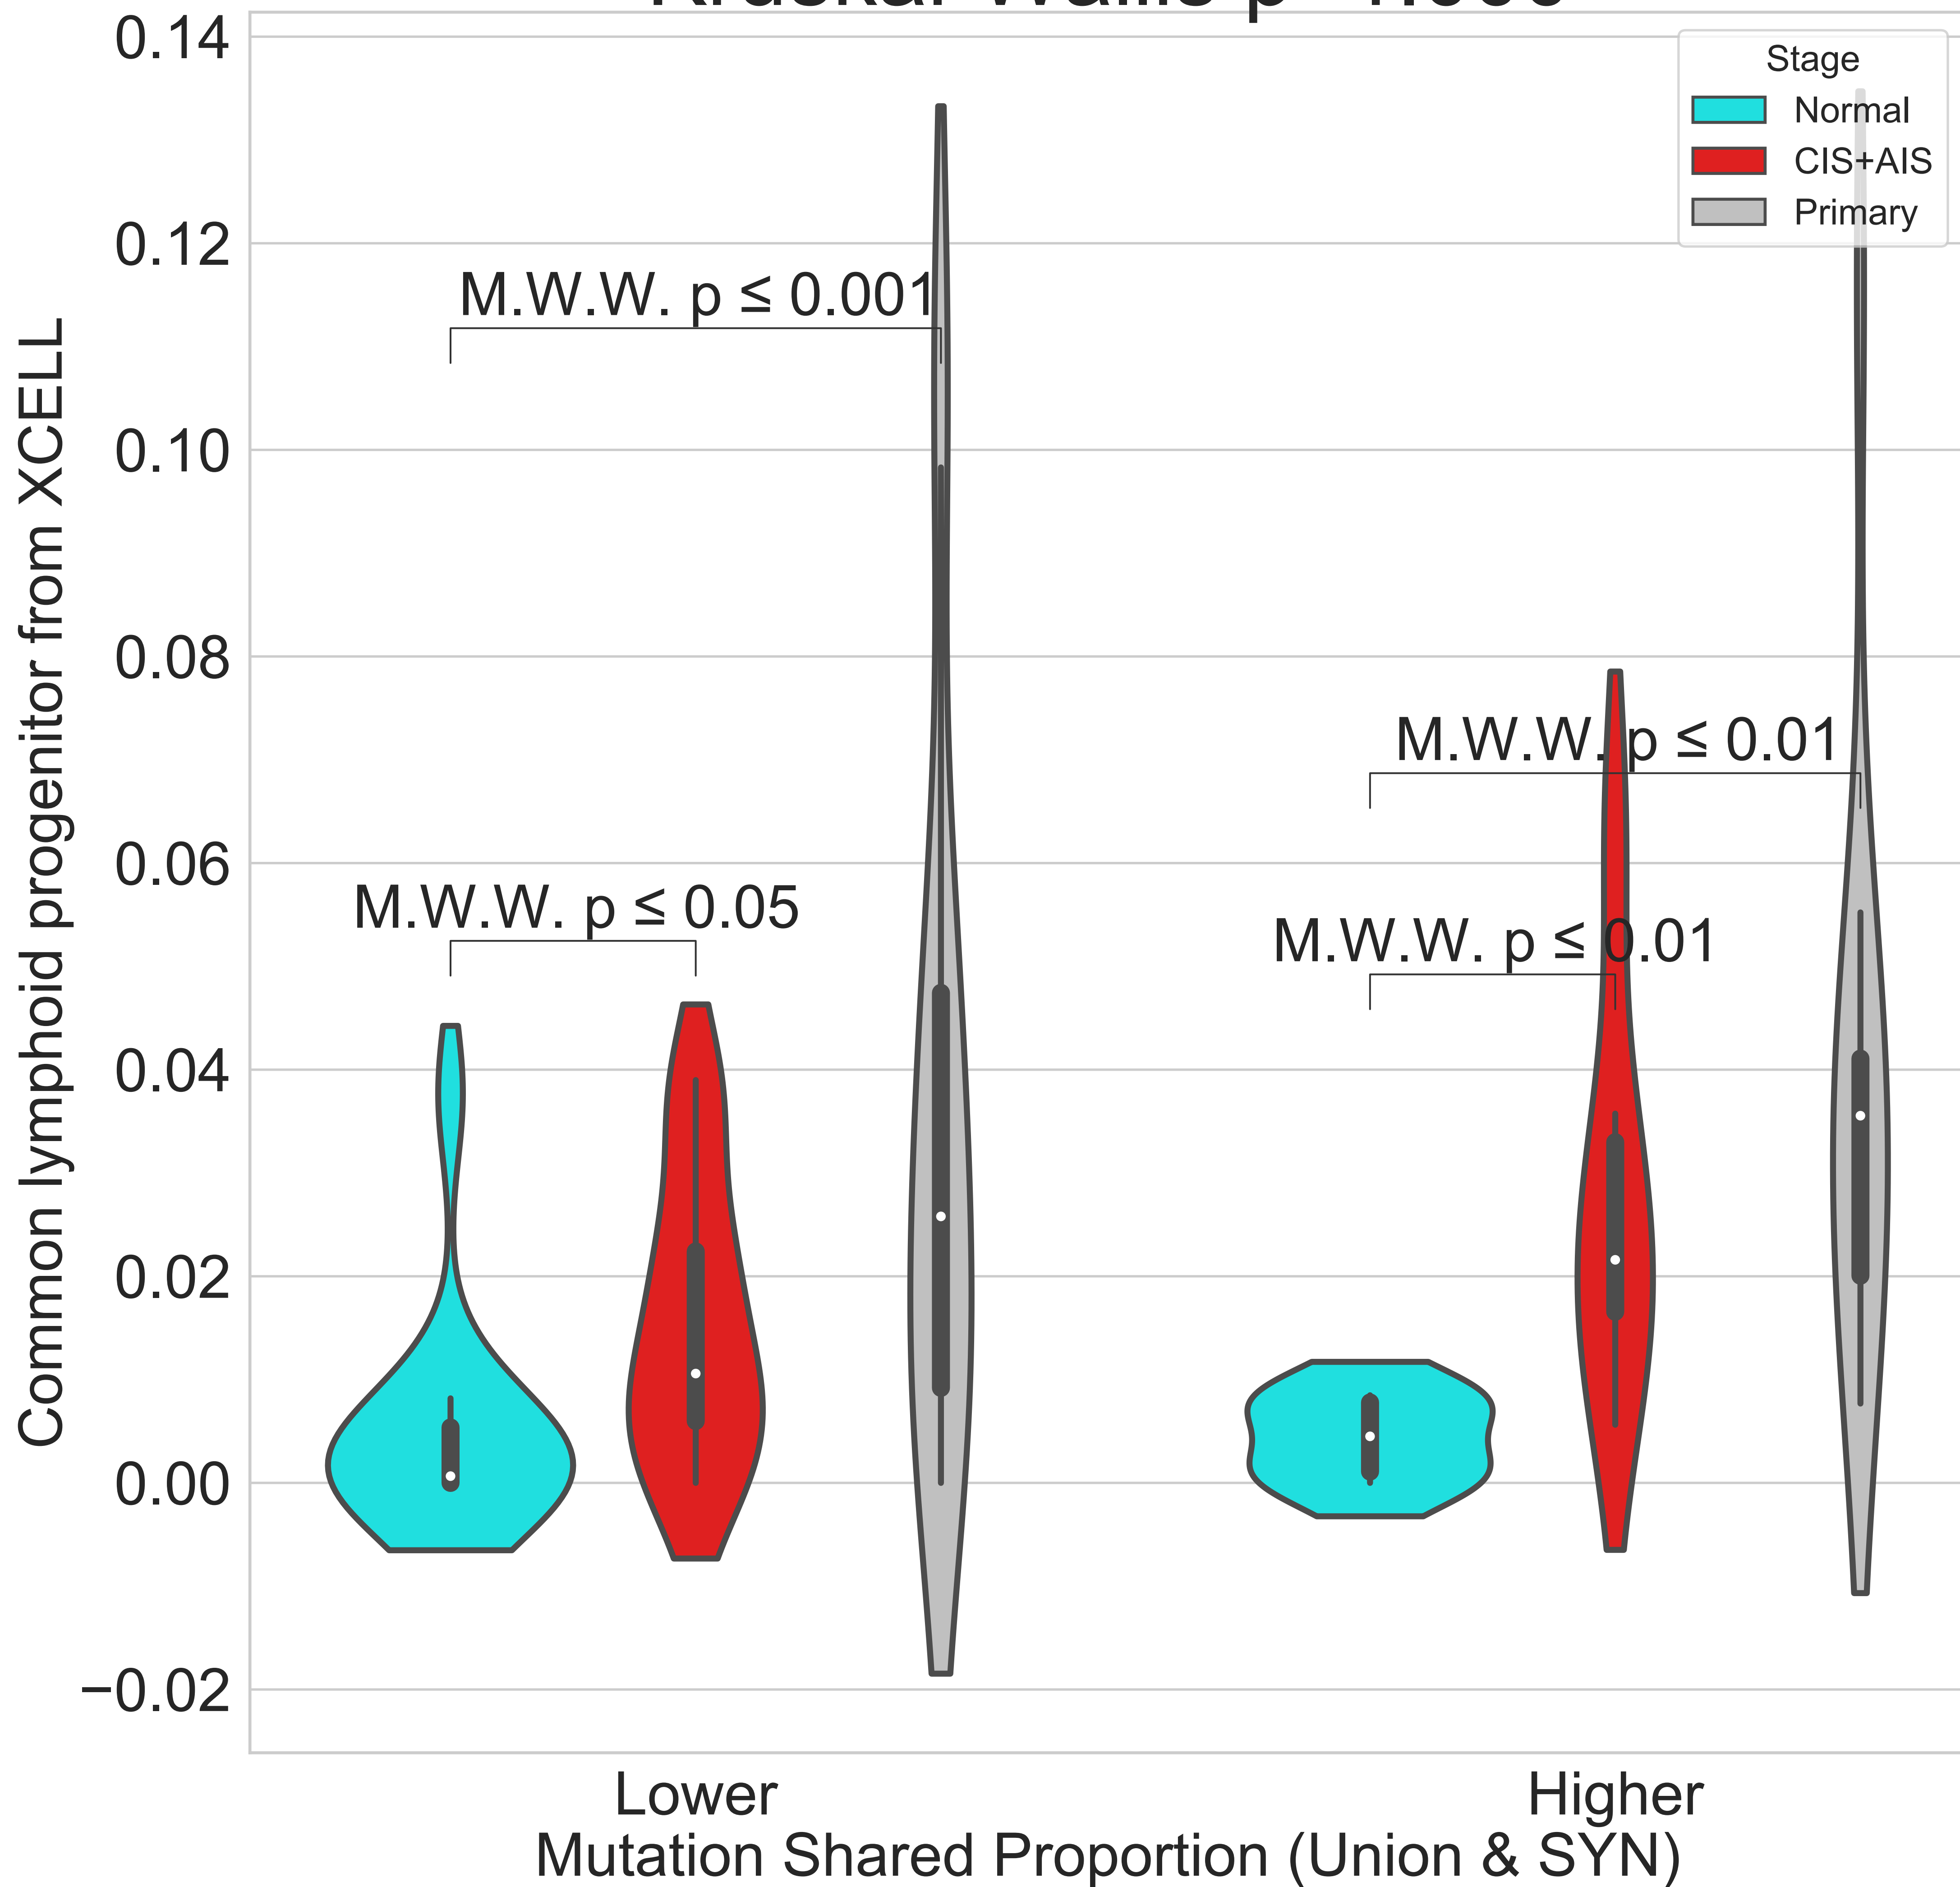 0.14
0.12
0.10
0.08
0.06
0.04
0.02
0.00
−0.02
Common lymphoid progenitor from XCELL
Stage
Normal
CIS+AIS
Primary
M.W.W. p ≤ 0.001
M.W.W. p ≤ 0.05
M.W.W. p ≤ 0.01
M.W.W. p ≤ 0.01
Lower
Higher
Mutation Shared Proportion (Union & SYN)